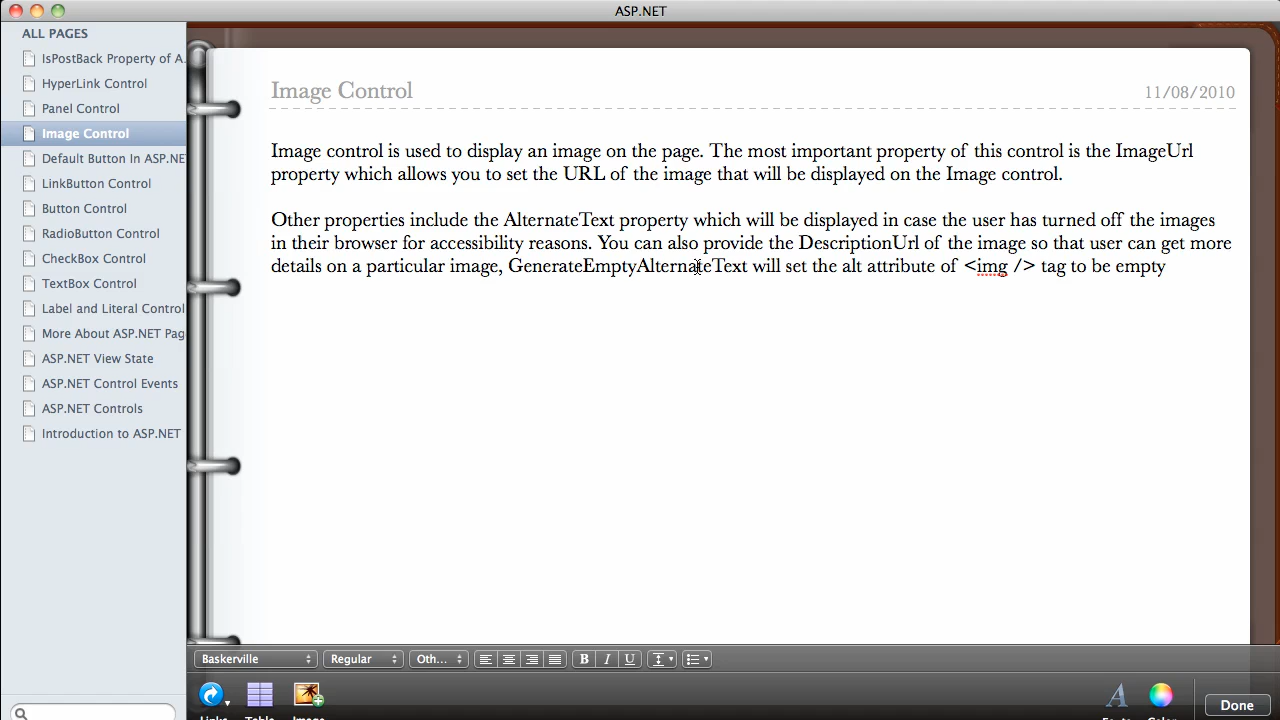 ASP.NET
ALL PAGES
IsPostBack Property of A..
HyperLink Control
Panel Control
Image Control
Default Button In ASP.NE
LinkButton Control
Button Control
RadioButton Control
CheckBox Control
TextBox Control
Label and Literal Control
More About ASP.NET Pag
ASP.NET View State
ASP.NET Control Events
ASP.NET Controls
Introduction to ASP.NET
Image Control 11/08/2010
Image control is used to display an image on the page. The most important property of this control is the ImageUrl
property which allows you to set the URL of the image that will be displayed on the Image control.
Other properties include the AlternateText property which will be displayed in case the user has turned off the images
in their browser for accessibility reasons. You can also provide the DescriptionUrl of the image so that user can get more
details on a particular image, GenerateEmptyAlternateText will set the alt attribute of <img /> tag to be empty
Baskerville Regular Oth... B I U
A Done
Links Table Image Fonts Color